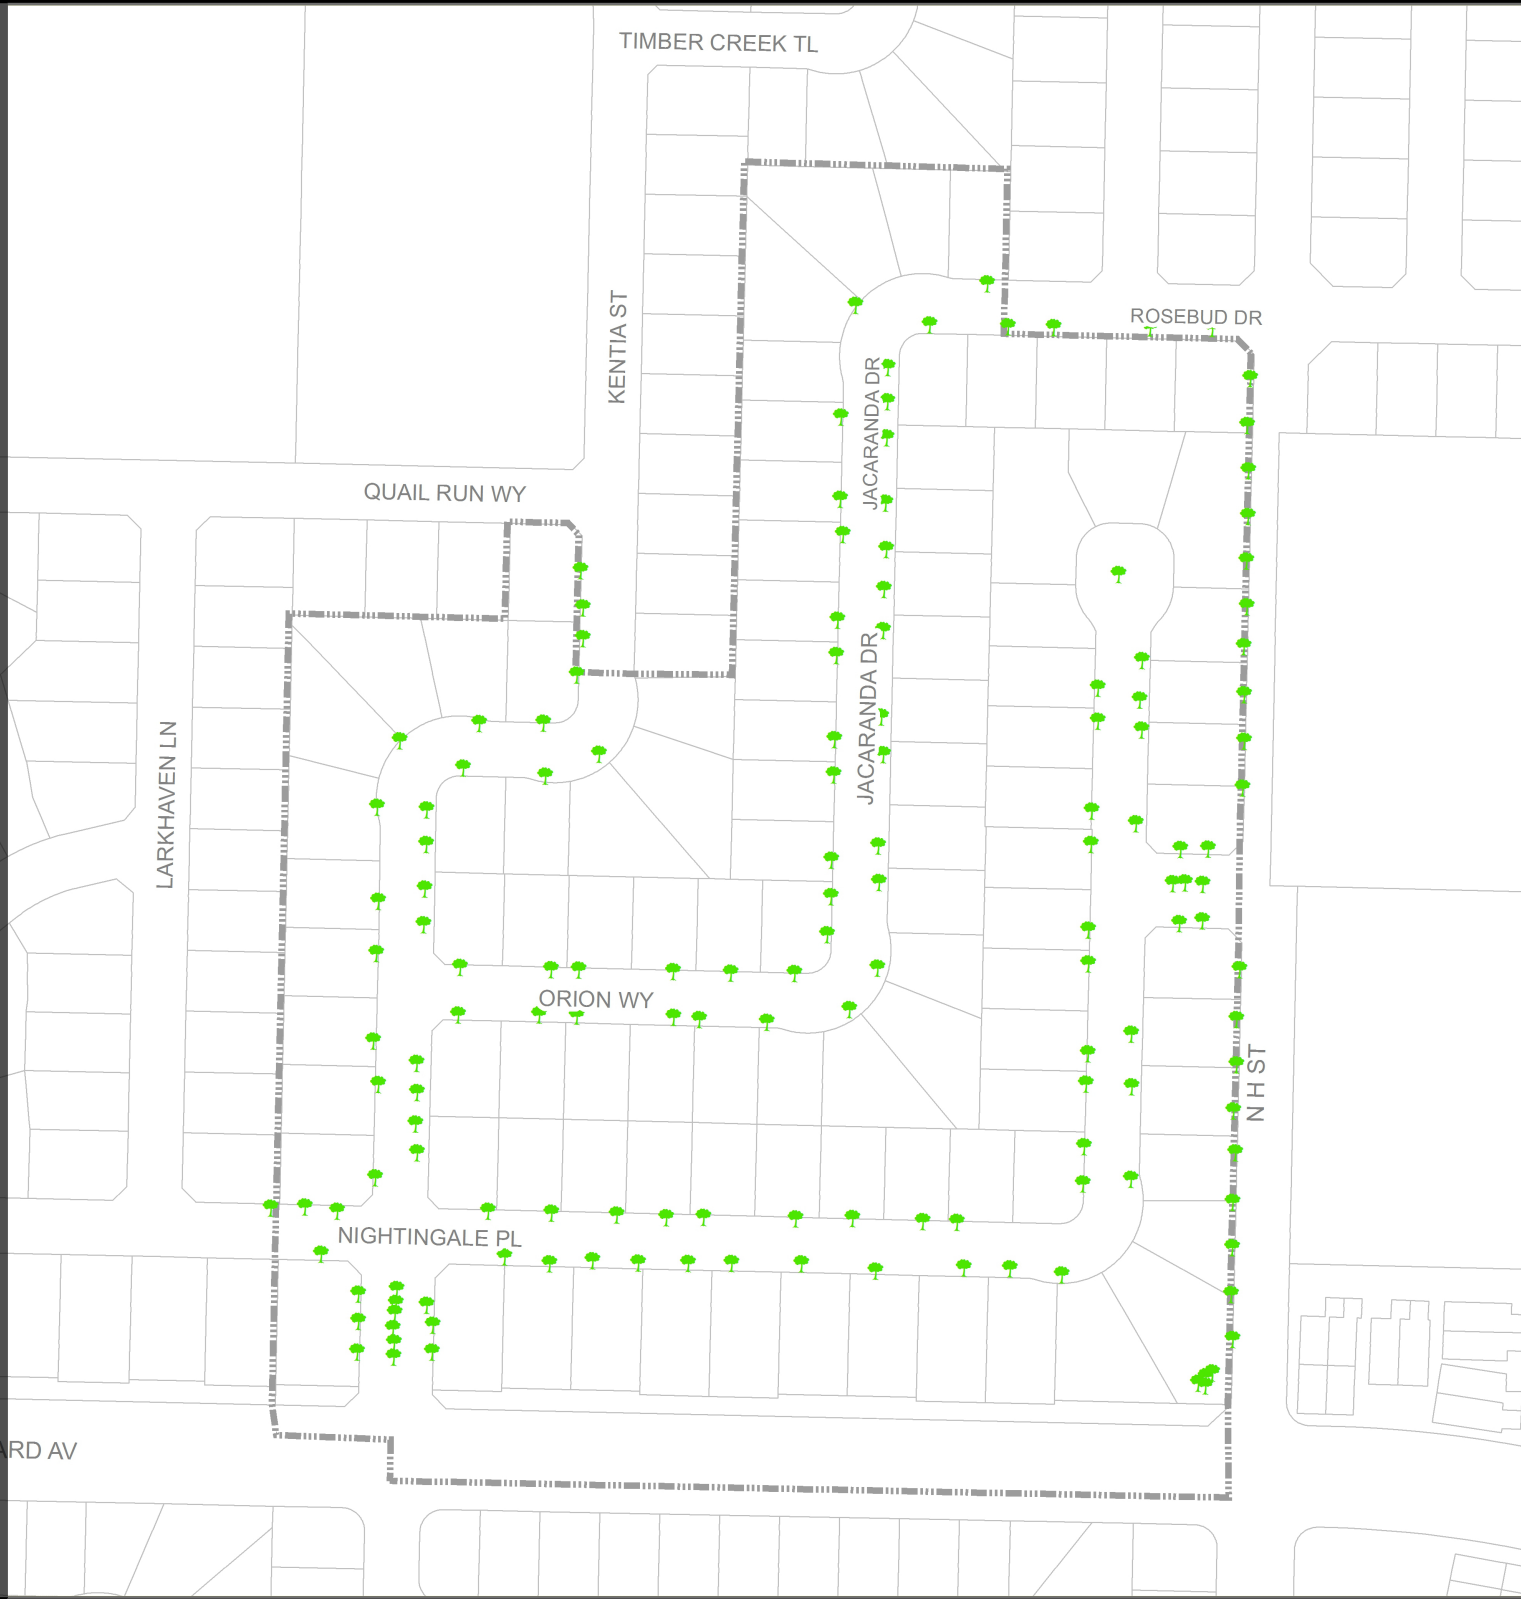 TIMBER CREEK TL
KENTIA ST
ROSEBUD DR
JACARANDA DR
QUAIL RUN WY
JACARANDA DR
LARKHAVEN LN
ORION WY
N H ST
NIGHTINGALE PL
ARD AV